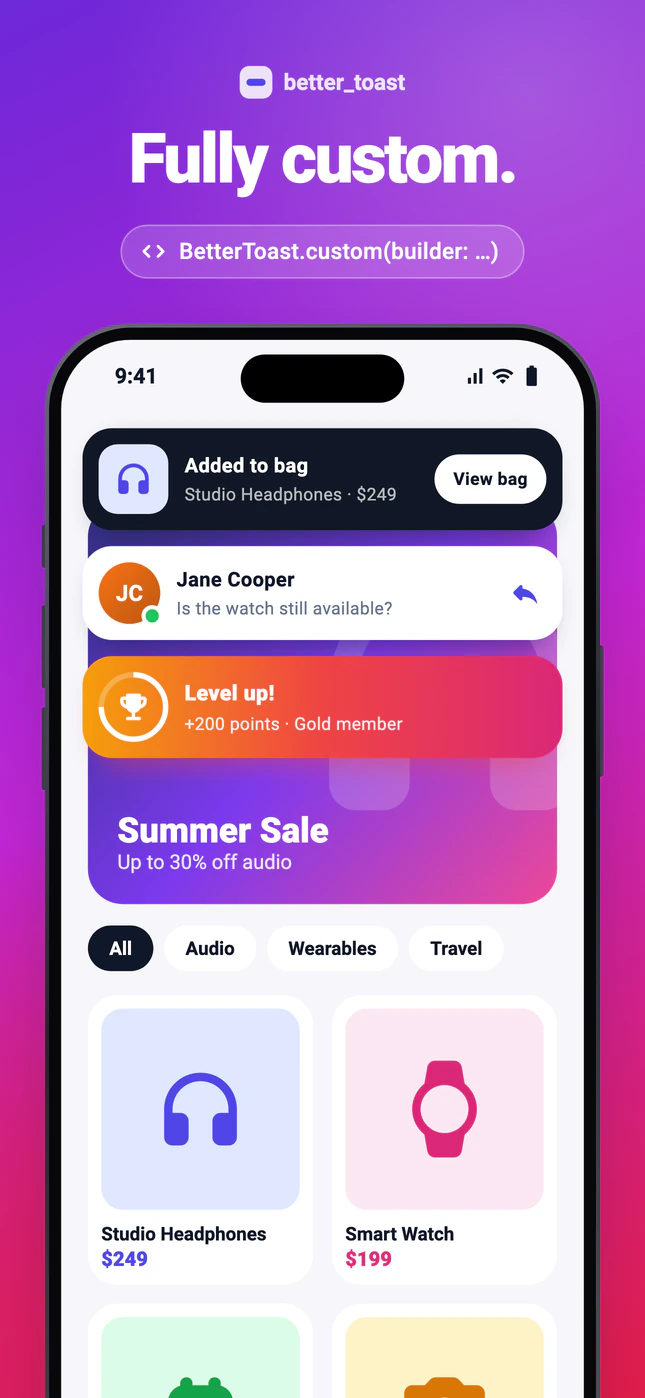 better_toast
Fully custom.
<> BetterToast.custom(builder: …)
9:41
Added to bag
Studio Headphones · $249
View bag
JC
Jane Cooper
Is the watch still available?
Level up!
+200 points · Gold member
Summer Sale
Up to 30% off audio
All
Audio
Wearables
Travel
Studio Headphones
$249
Smart Watch
$199